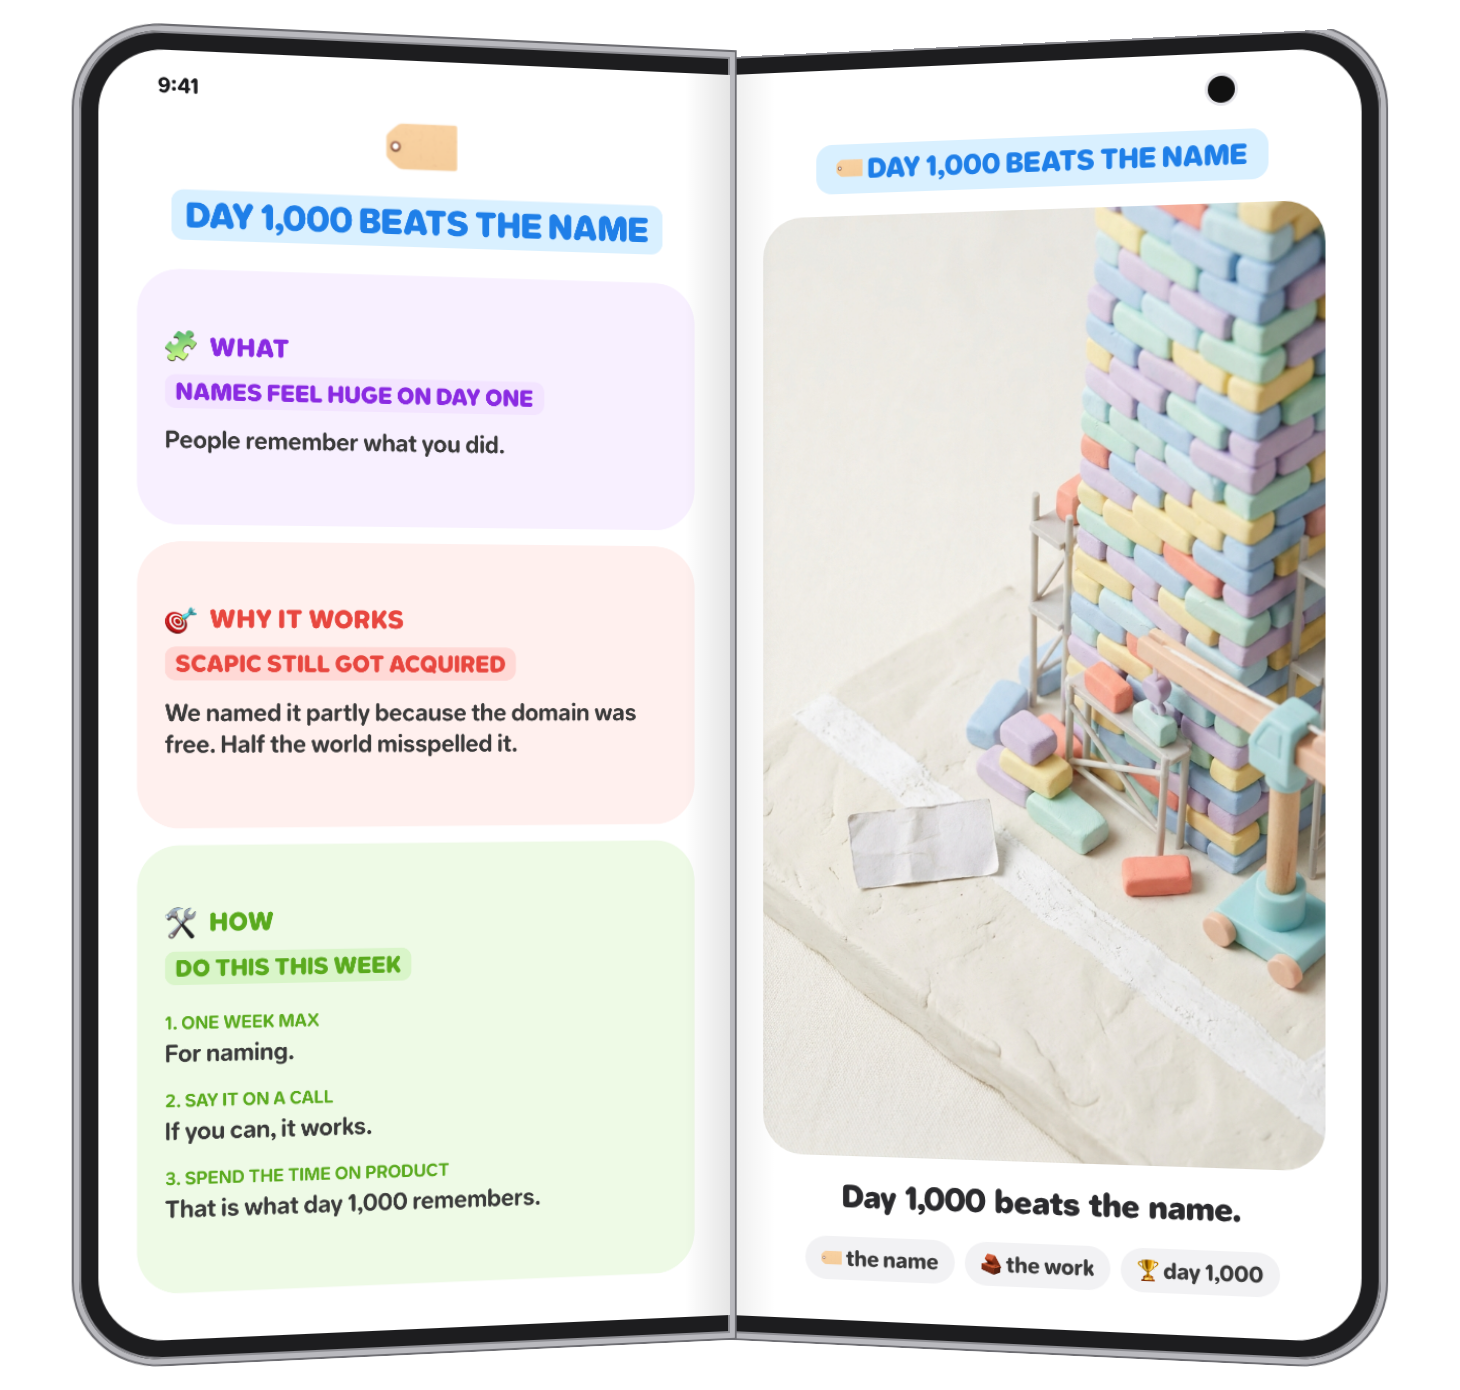 9:41
DAY 1,000 BEATS THE NAME
WHAT
NAMES FEEL HUGE ON DAY ONE
People remember what you did.
WHY IT WORKS
SCAPIC STILL GOT ACQUIRED
We named it partly because the domain was
free. Half the world misspelled it.
HOW
DO THIS THIS WEEK
1. ONE WEEK MAX
For naming.
2. SAY IT ON A CALL
If you can, it works.
3. SPEND THE TIME ON PRODUCT
That is what day 1,000 remembers.
DAY 1,000 BEATS THE NAME
Day 1,000 beats the name.
the name
the work
day 1,000